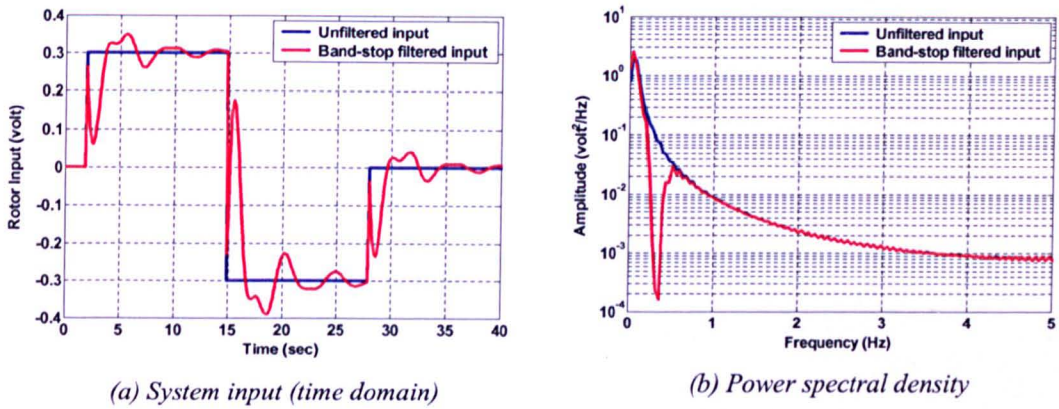 Unfiltered input
Band-stop filtered input
0.4
0.3
0.2
0.1
0
-0.1
-0.2
-0.3
-0.4
Rotor Input (volt)
0 5 10 15 20 25 30 35 40
Time (sec)
(a) System input (time domain)
Unfiltered input
Band-stop filtered input
10^1
10^0
10^-1
10^-2
10^-3
10^-4
Amplitude (volt^2/Hz)
0 1 2 3 4 5
Frequency (Hz)
(b) Power spectral density